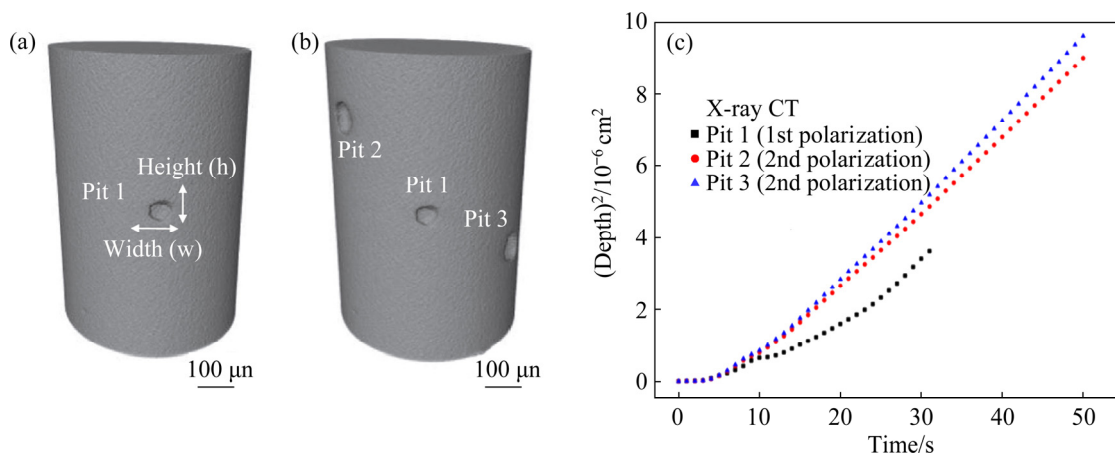 (a)
Height (h)
Pit 1
Width (w)
100 μn
(b)
Pit 2
Pit 1
Pit 3
100 μn
(c)
(Depth)²/10⁻⁶ cm²
10
8
6
4
2
0
X-ray CT
Pit 1 (1st polarization)
Pit 2 (2nd polarization)
Pit 3 (2nd polarization)
0 10 20 30 40 50
Time/s